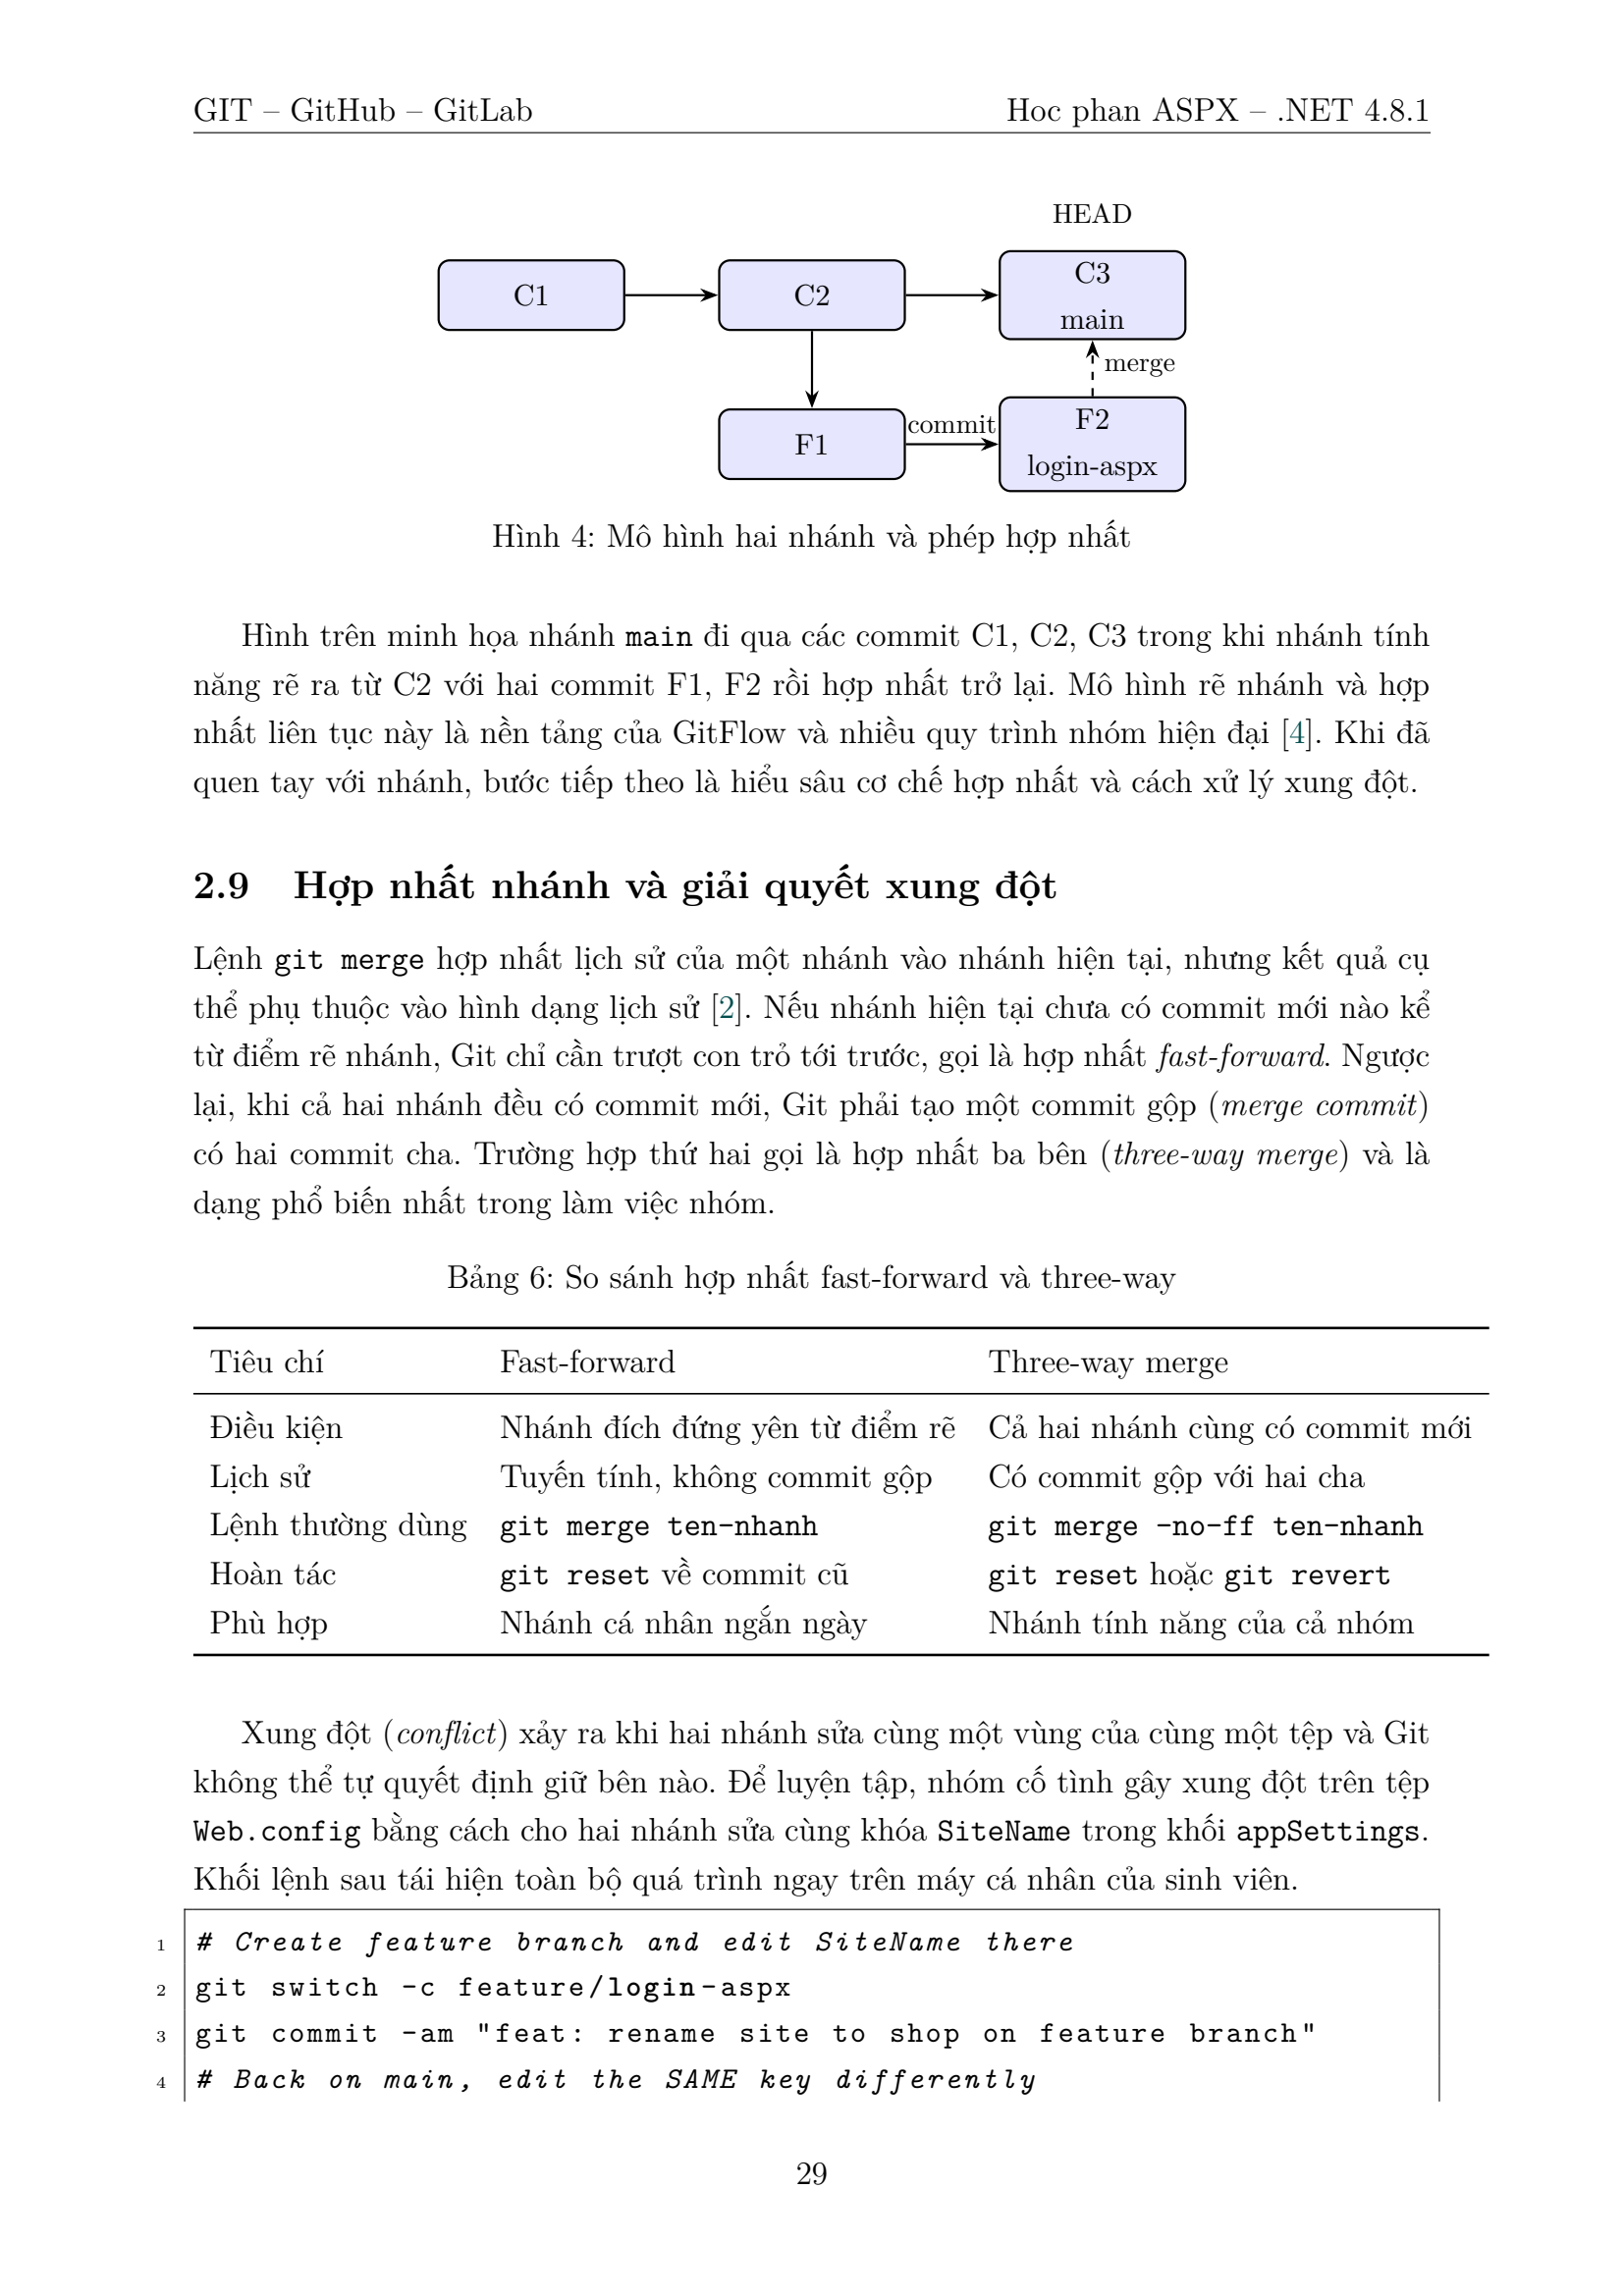 GIT – GitHub – GitLab
Hoc phan ASPX – .NET 4.8.1
HEAD
C1
C2
C3
main
merge
F1
commit
F2
login-aspx
Hình 4: Mô hình hai nhánh và phép hợp nhất
Hình trên minh họa nhánh main đi qua các commit C1, C2, C3 trong khi nhánh tính
năng rẽ ra từ C2 với hai commit F1, F2 rồi hợp nhất trở lại. Mô hình rẽ nhánh và hợp
nhất liên tục này là nền tảng của GitFlow và nhiều quy trình nhóm hiện đại [4]. Khi đã
quen tay với nhánh, bước tiếp theo là hiểu sâu cơ chế hợp nhất và cách xử lý xung đột.
2.9 Hợp nhất nhánh và giải quyết xung đột
Lệnh git merge hợp nhất lịch sử của một nhánh vào nhánh hiện tại, nhưng kết quả cụ
thể phụ thuộc vào hình dạng lịch sử [2]. Nếu nhánh hiện tại chưa có commit mới nào kể
từ điểm rẽ nhánh, Git chỉ cần trượt con trỏ tới trước, gọi là hợp nhất fast-forward. Ngược
lại, khi cả hai nhánh đều có commit mới, Git phải tạo một commit gộp (merge commit)
có hai commit cha. Trường hợp thứ hai gọi là hợp nhất ba bên (three-way merge) và là
dạng phổ biến nhất trong làm việc nhóm.
Bảng 6: So sánh hợp nhất fast-forward và three-way
Tiêu chí Fast-forward Three-way merge
Điều kiện Nhánh đích đứng yên từ điểm rẽ Cả hai nhánh cùng có commit mới
Lịch sử Tuyến tính, không commit gộp Có commit gộp với hai cha
Lệnh thường dùng git merge ten-nhanh git merge -no-ff ten-nhanh
Hoàn tác git reset về commit cũ git reset hoặc git revert
Phù hợp Nhánh cá nhân ngắn ngày Nhánh tính năng của cả nhóm
Xung đột (conflict) xảy ra khi hai nhánh sửa cùng một vùng của cùng một tệp và Git
không thể tự quyết định giữ bên nào. Để luyện tập, nhóm cố tình gây xung đột trên tệp
Web.config bằng cách cho hai nhánh sửa cùng khóa SiteName trong khối appSettings.
Khối lệnh sau tái hiện toàn bộ quá trình ngay trên máy cá nhân của sinh viên.
1 # Create feature branch and edit SiteName there
2 git switch -c feature/login-aspx
3 git commit -am "feat: rename site to shop on feature branch"
4 # Back on main, edit the SAME key differently
29